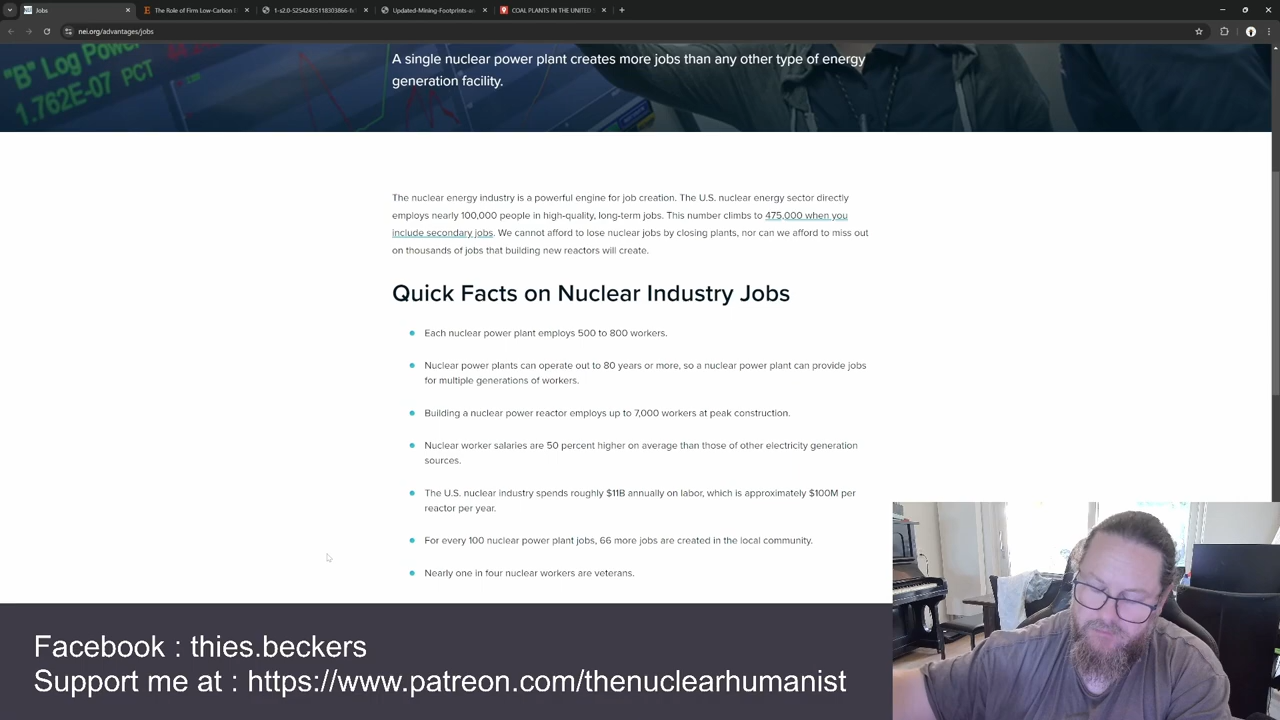 Jobs
The Role of Firm Low-Carbon E
1-s2.0-S2542435118303866-
Updated-Mining-Footprints-a
COAL PLANTS IN THE UNITED
nei.org/advantages/jobs
"B" Log Power
1.762E-07 PCT
A single nuclear power plant creates more jobs than any other type of energy
generation facility.
The nuclear energy industry is a powerful engine for job creation. The U.S. nuclear energy sector directly
employs nearly 100,000 people in high-quality, long-term jobs. This number climbs to 475,000 when you
include secondary jobs. We cannot afford to lose nuclear jobs by closing plants, nor can we afford to miss out
on thousands of jobs that building new reactors will create.
Quick Facts on Nuclear Industry Jobs
Each nuclear power plant employs 500 to 800 workers.
Nuclear power plants can operate out to 80 years or more, so a nuclear power plant can provide jobs
for multiple generations of workers.
Building a nuclear power reactor employs up to 7,000 workers at peak construction.
Nuclear worker salaries are 50 percent higher on average than those of other electricity generation
sources.
The U.S. nuclear industry spends roughly $11B annually on labor, which is approximately $100M per
reactor per year.
For every 100 nuclear power plant jobs, 66 more jobs are created in the local community.
Nearly one in four nuclear workers are veterans.
Facebook : thies.beckers
Support me at : https://www.patreon.com/thenuclearhumanist